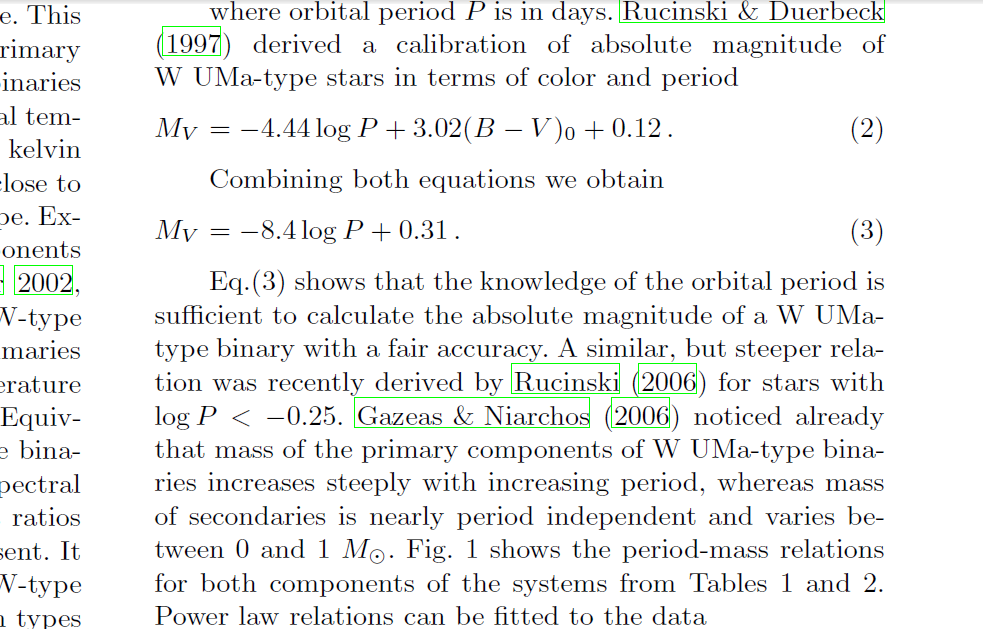 e. This
rimary
inaries
al tem-
kelvin
lose to
pe. Ex-
onents
2002,
W-type
maries
erature
Equiv-
e bina-
pectral
ratios
sent. It
W-type
n types
where orbital period P is in days. Rucinski & Duerbeck
(1997) derived a calibration of absolute magnitude of
W UMa-type stars in terms of color and period
M_V = −4.44 log P + 3.02(B − V)_0 + 0.12 . (2)
Combining both equations we obtain
M_V = −8.4 log P + 0.31 . (3)
Eq.(3) shows that the knowledge of the orbital period is
sufficient to calculate the absolute magnitude of a W UMa-
type binary with a fair accuracy. A similar, but steeper rela-
tion was recently derived by Rucinski (2006) for stars with
log P < −0.25. Gazeas & Niarchos (2006) noticed already
that mass of the primary components of W UMa-type bina-
ries increases steeply with increasing period, whereas mass
of secondaries is nearly period independent and varies be-
tween 0 and 1 M_⊙. Fig. 1 shows the period-mass relations
for both components of the systems from Tables 1 and 2.
Power law relations can be fitted to the data